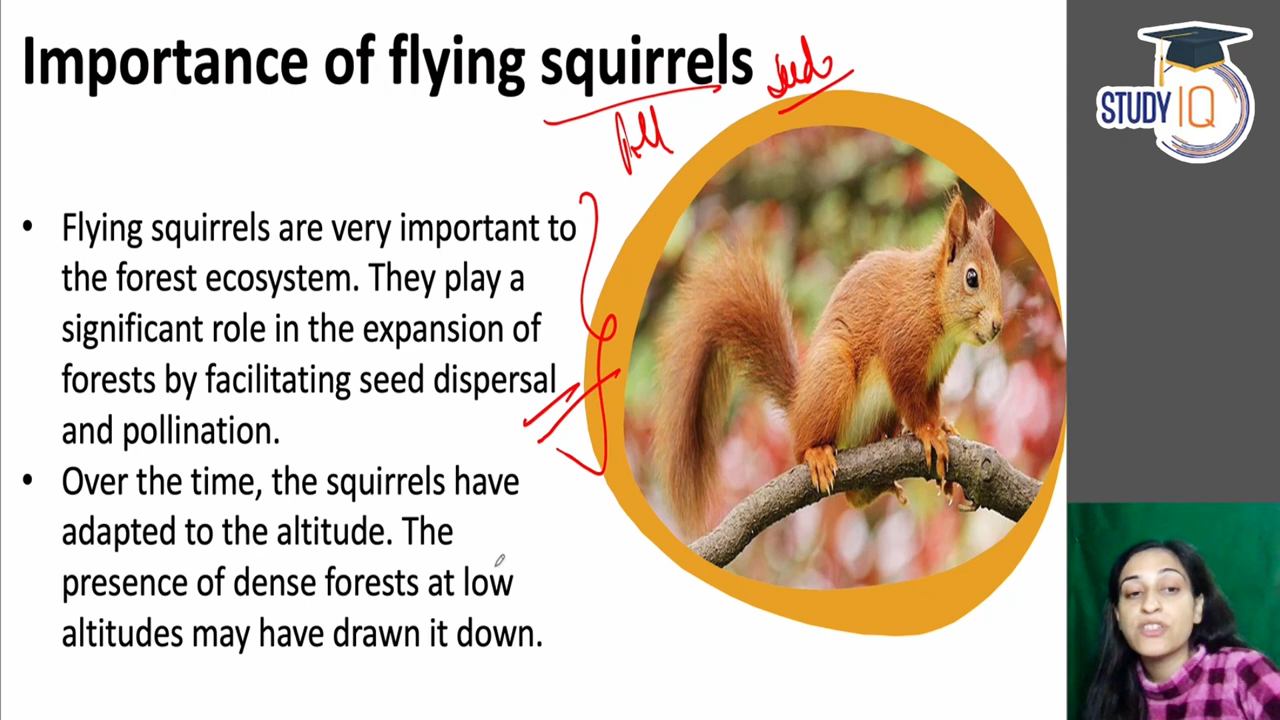 Importance of flying squirrels
seed
STUDY IQ
• Flying squirrels are very important to
the forest ecosystem. They play a
significant role in the expansion of
forests by facilitating seed dispersal
and pollination.
• Over the time, the squirrels have
adapted to the altitude. The
presence of dense forests at low
altitudes may have drawn it down.